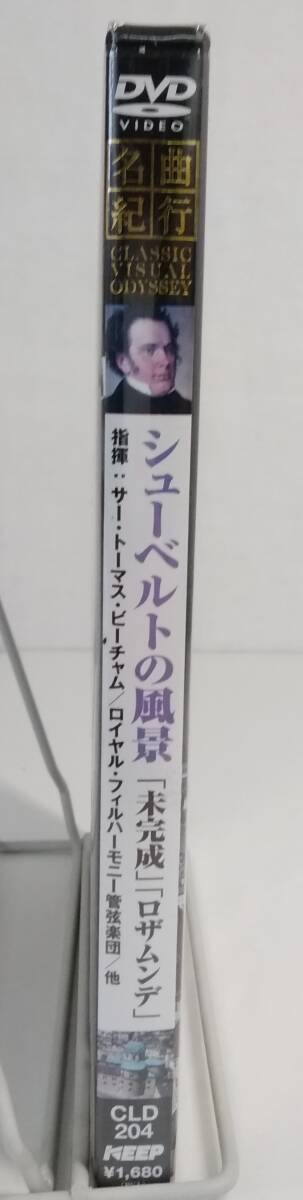 DVD
VIDEO
名曲
紀行
CLASSIC
VISUAL
ODYSSEY
シューベルトの風景「未完成」「ロザムンデ」
指揮:サー・トーマス・ビーチャム/ロイヤル・フィルハーモニー管弦楽団/他
CLD
204
KEEP
¥1,680